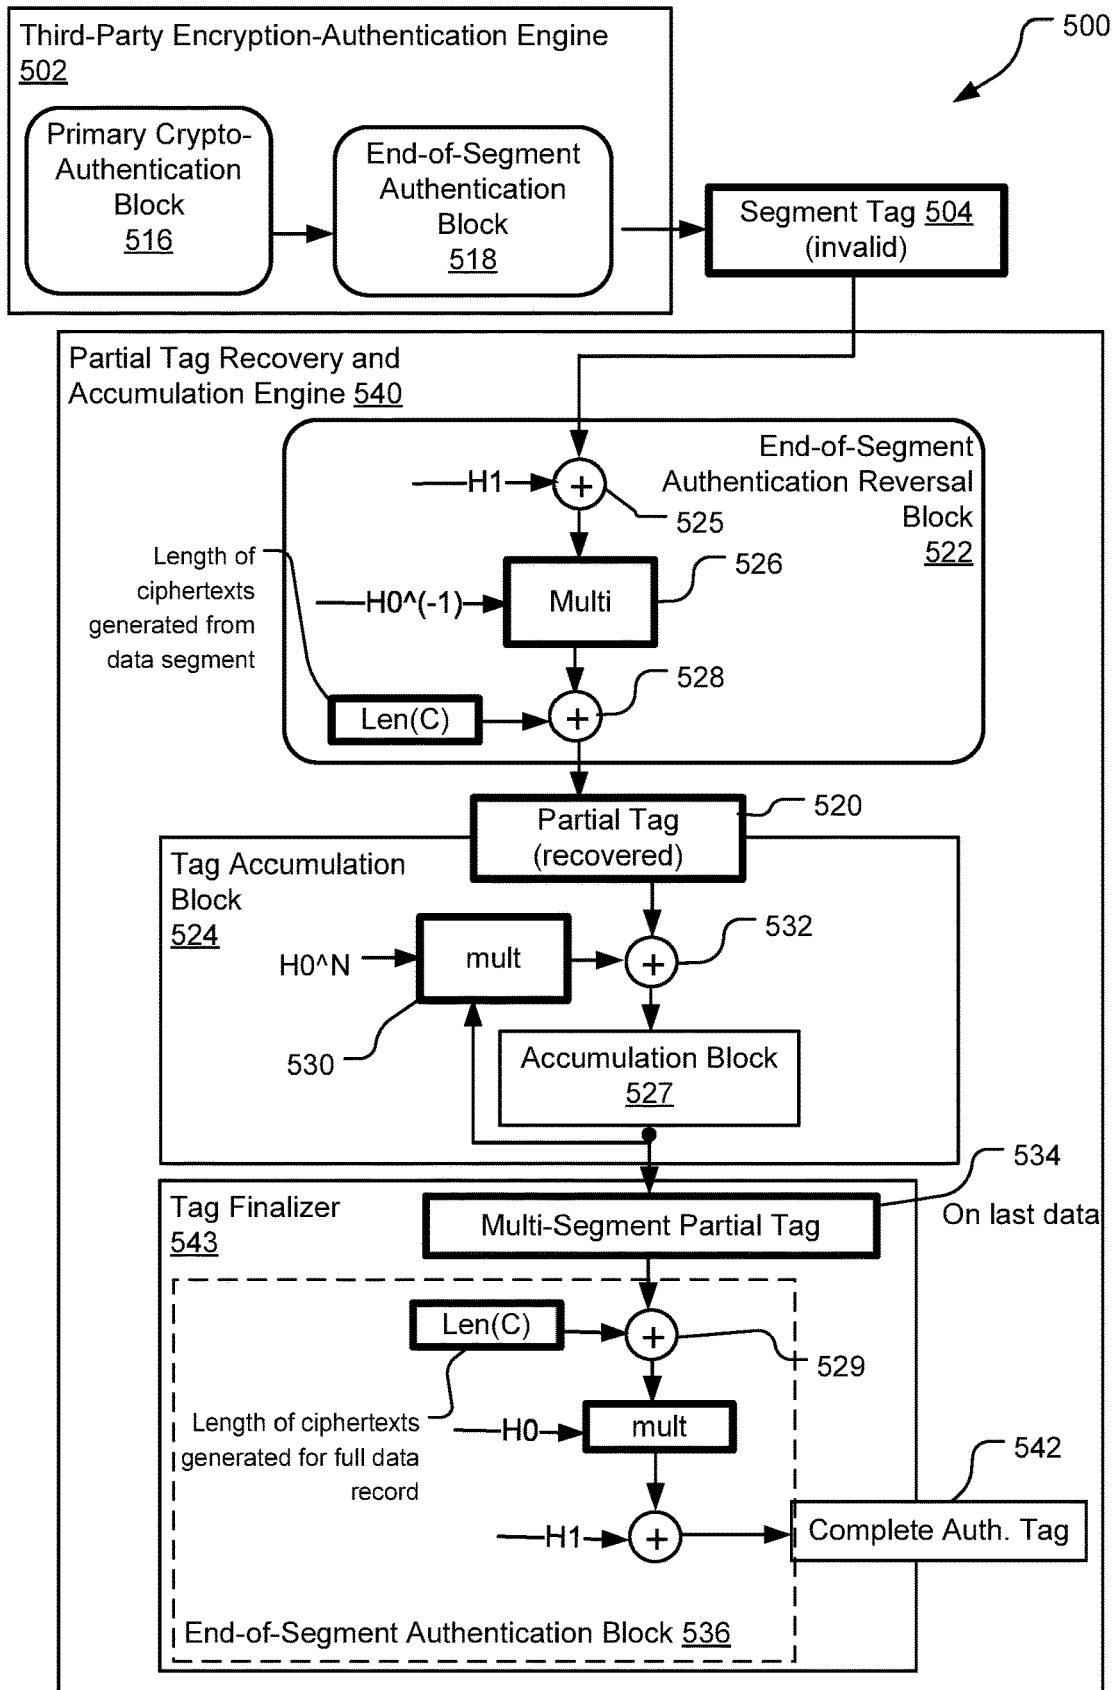 500
Third-Party Encryption-Authentication Engine
502
Primary Crypto-
Authentication
Block
516
End-of-Segment
Authentication
Block
518
Segment Tag 504
(invalid)
Partial Tag Recovery and
Accumulation Engine 540
End-of-Segment
Authentication Reversal
Block
522
H1
+
525
Length of
ciphertexts
generated from
data segment
526
H0^(-1)
Multi
528
Len(C)
+
520
Partial Tag
(recovered)
Tag Accumulation
Block
524
532
H0^N
mult
+
530
Accumulation Block
527
534
Tag Finalizer
543
Multi-Segment Partial Tag
On last data
Len(C)
+
529
Length of ciphertexts
generated for full data
record
H0
mult
542
H1
+
Complete Auth. Tag
End-of-Segment Authentication Block 536